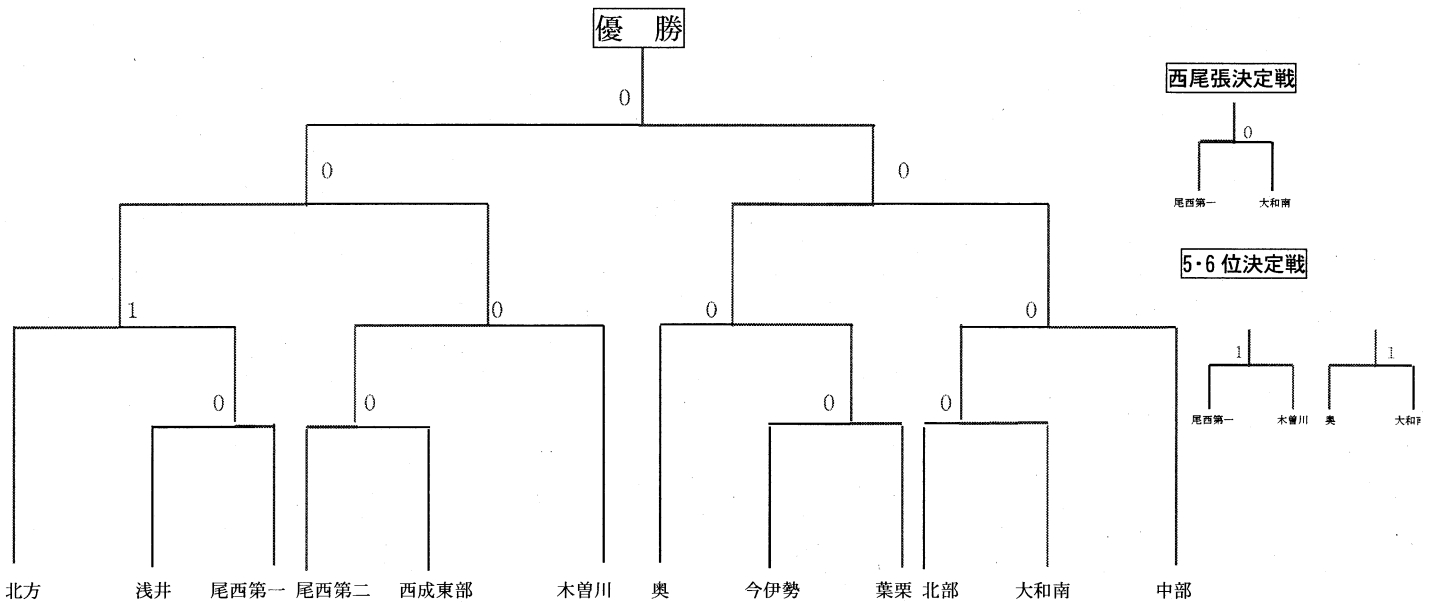 優　勝
0
0
0
1
0
0
0
0
0
0
0
北方
浅井
尾西第一
尾西第二
西成東部
木曽川
奥
今伊勢
葉栗
北部
大和南
中部
西尾張決定戦
0
尾西第一
大和南
5・6位決定戦
1
1
尾西第一
木曽川
奥